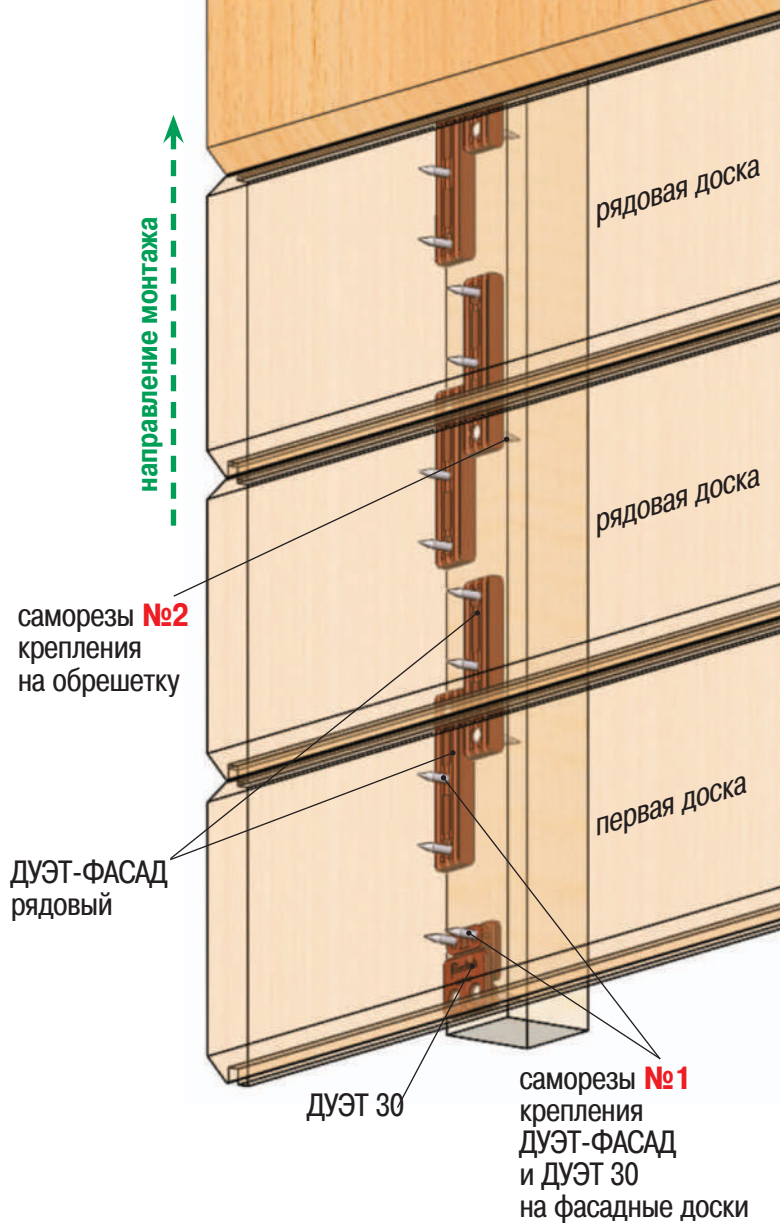 рядовая доска
направление монтажа
рядовая доска
саморезы №2
крепления
на обрешетку
первая доска
ДУЭТ-ФАСАД
рядовый
ДУЭТ 30
саморезы №1
крепления
ДУЭТ-ФАСАД
и ДУЭТ 30
на фасадные доски